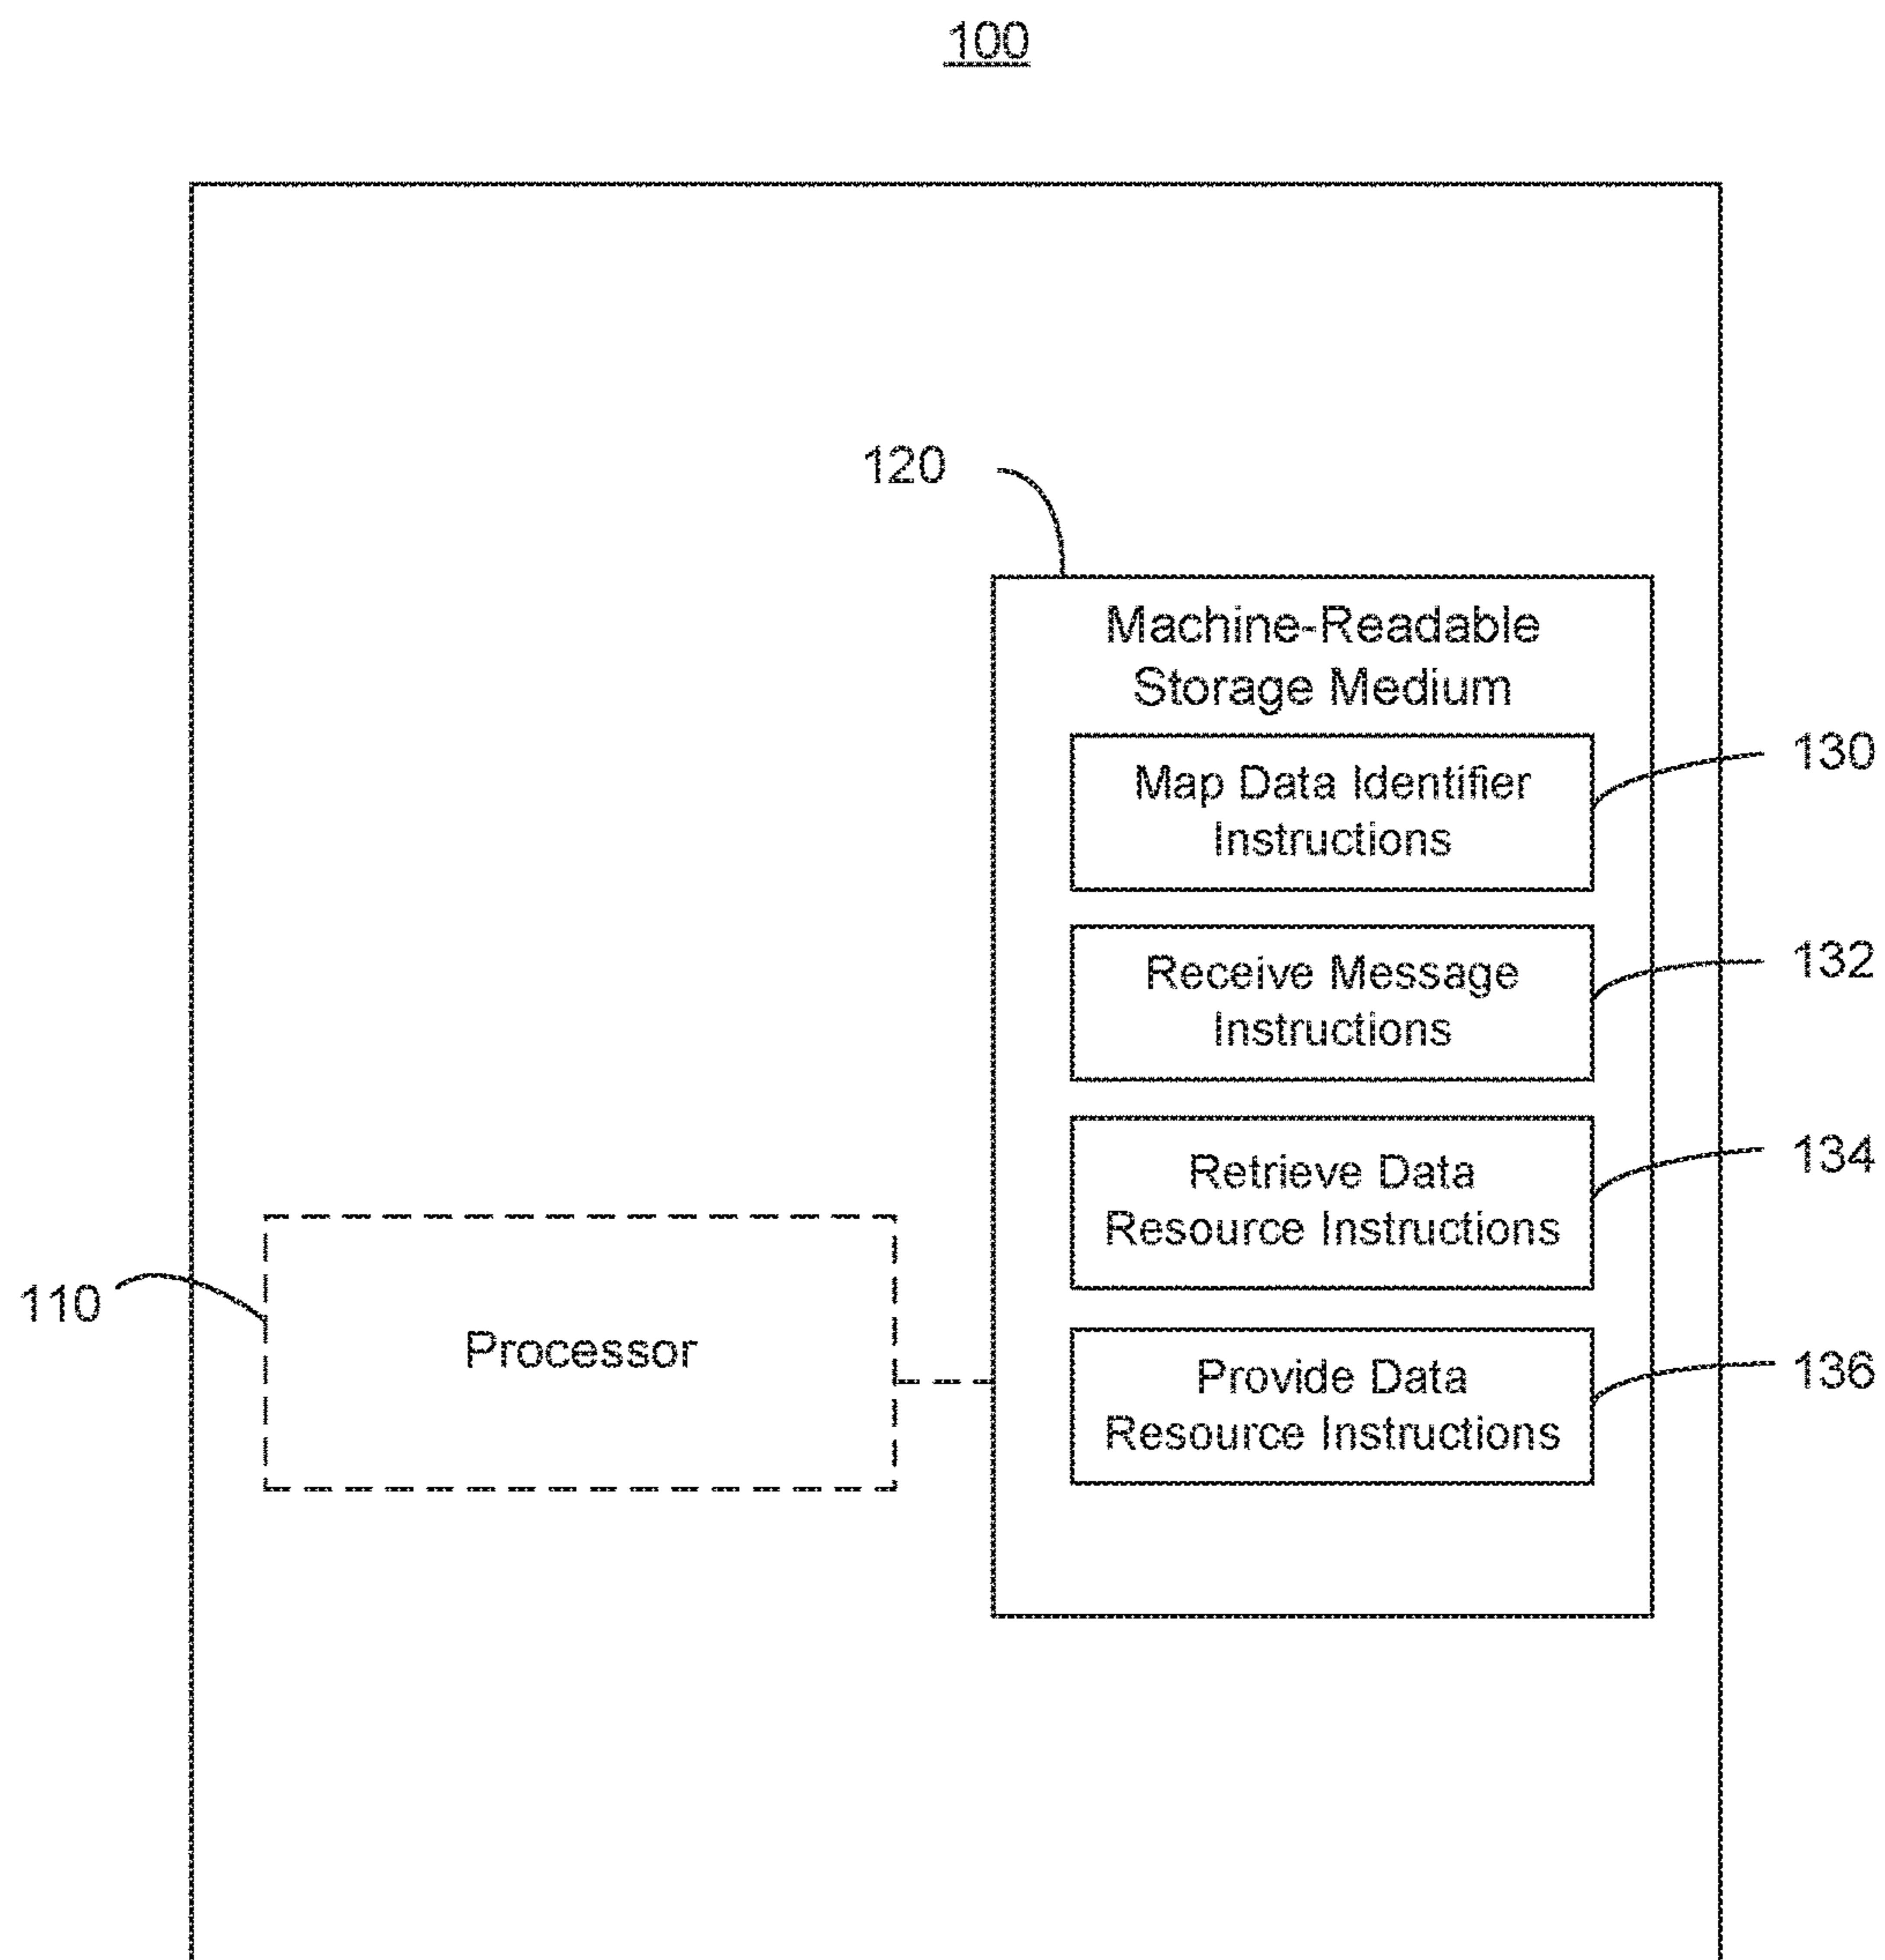 100
120
Machine-Readable
Storage Medium
Map Data Identifier
Instructions
130
Receive Message
Instructions
132
Retrieve Data
Resource Instructions
134
110
Processor
Provide Data
Resource Instructions
136